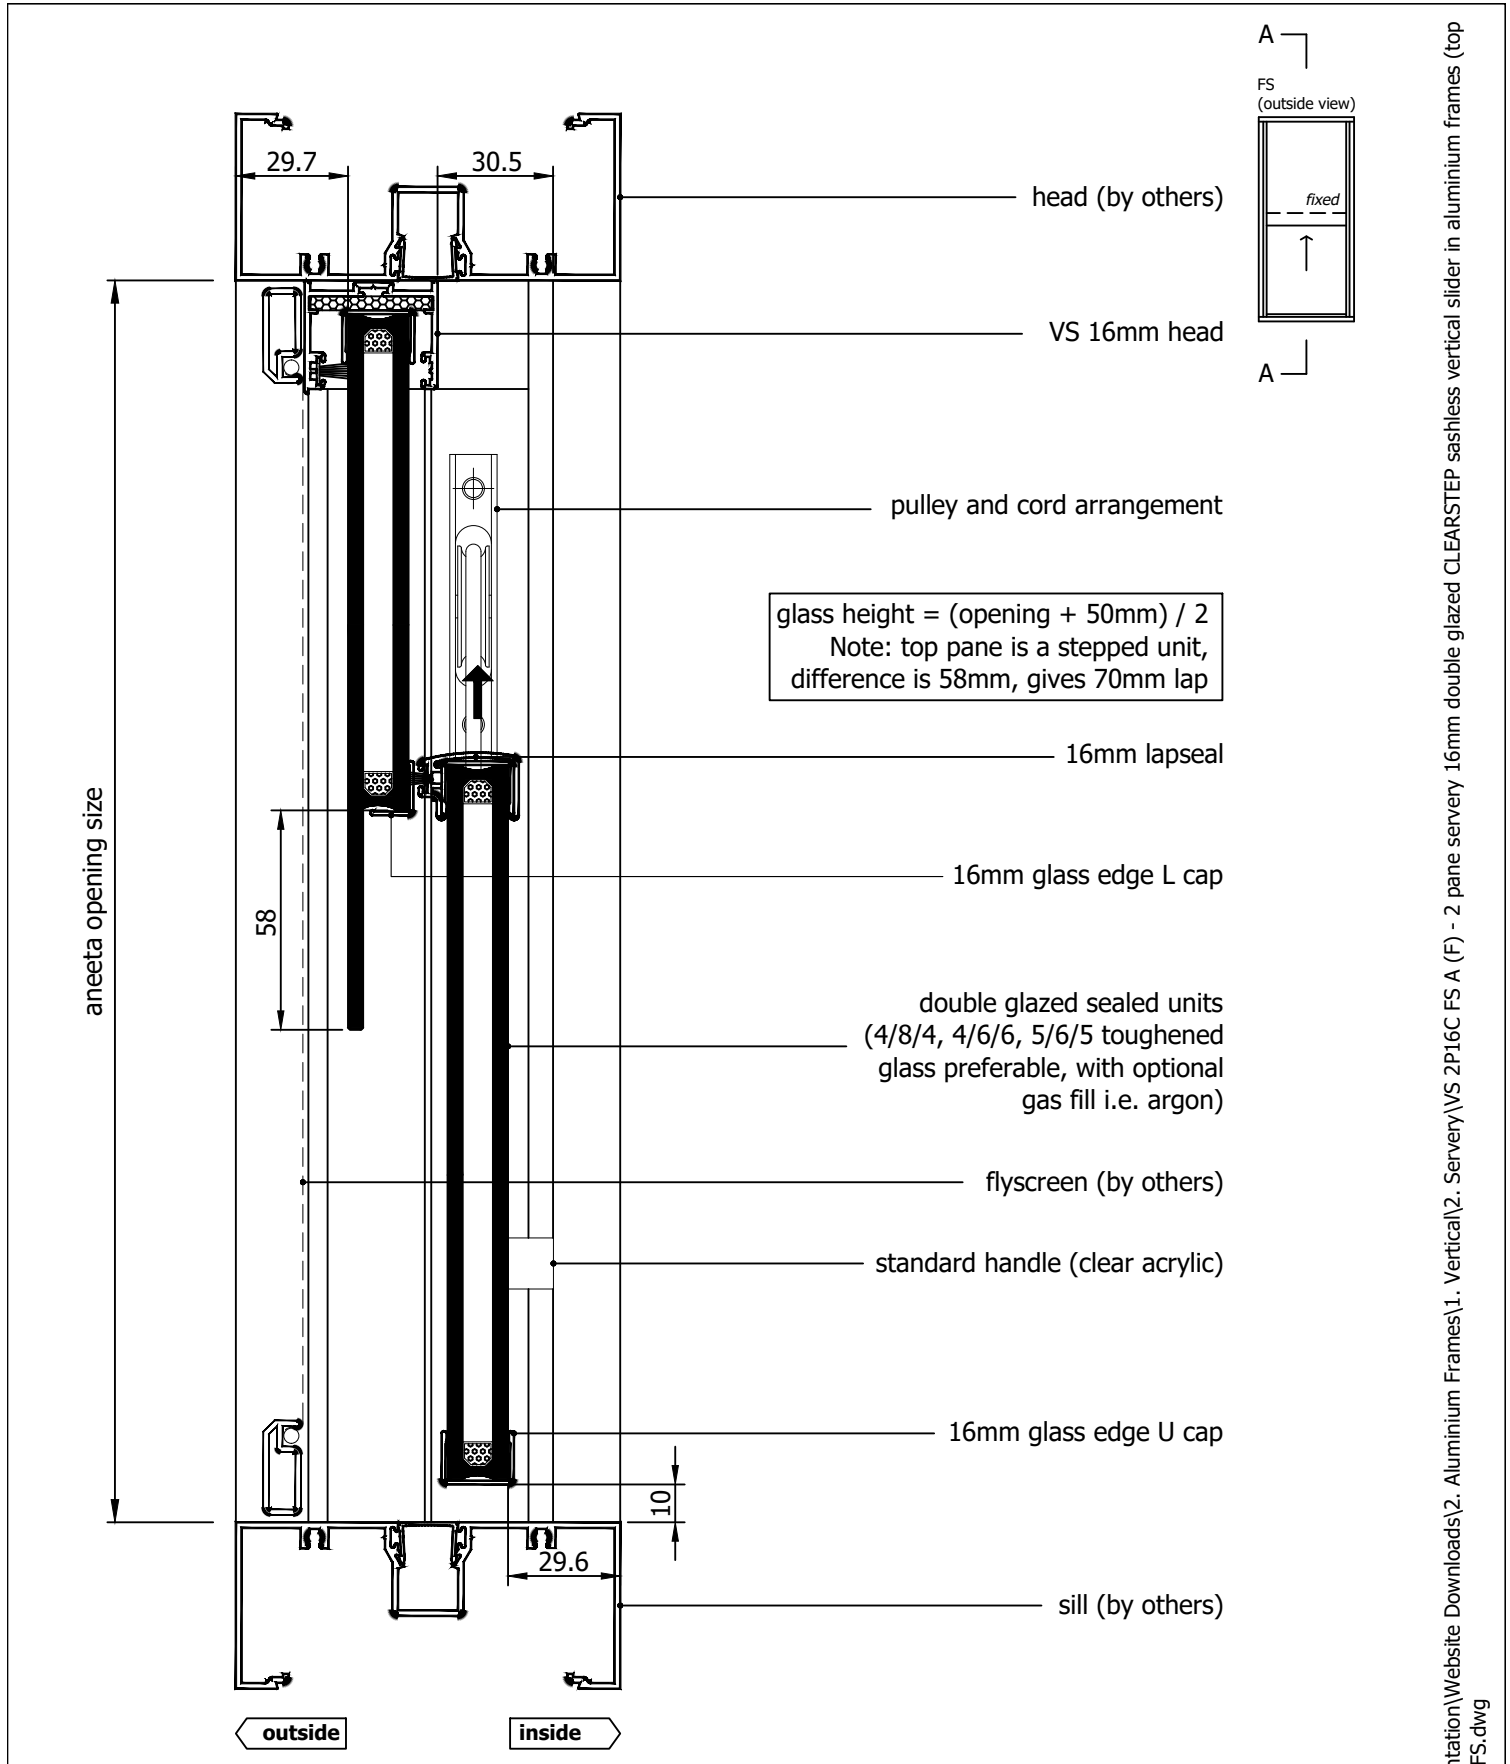 A
FS
(outside view)
fixed
A
29.7
30.5
head (by others)
VS 16mm head
pulley and cord arrangement
glass height = (opening + 50mm) / 2
Note: top pane is a stepped unit,
difference is 58mm, gives 70mm lap
16mm lapseal
aneeta opening size
16mm glass edge L cap
58
double glazed sealed units
(4/8/4, 4/6/6, 5/6/5 toughened
glass preferable, with optional
gas fill i.e. argon)
flyscreen (by others)
standard handle (clear acrylic)
16mm glass edge U cap
10
29.6
sill (by others)
outside
inside
ntation\Website Downloads\2. Aluminium Frames\1. Vertical\2. Servery\VS 2P16C FS A (F) - 2 pane servery 16mm double glazed CLEARSTEP sashless vertical slider in aluminium frames (top
FS.dwg